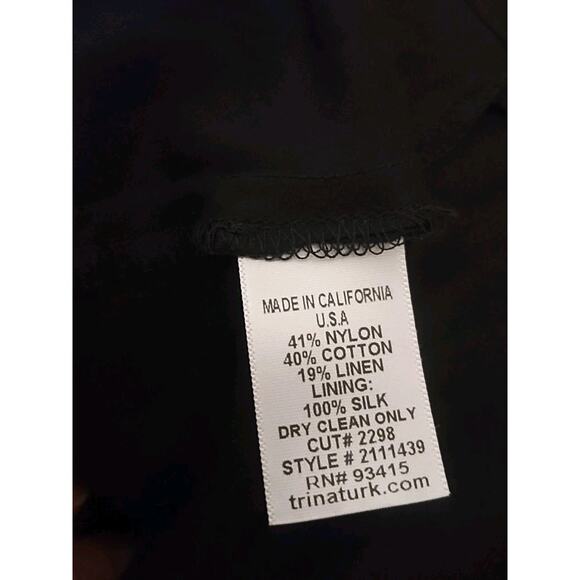 MADE IN CALIFORNIA
U.S.A
41% NYLON
40% COTTON
19% LINEN
LINING:
100% SILK
DRY CLEAN ONLY
CUT# 2298
STYLE # 2111439
RN# 93415
trinaturk.com